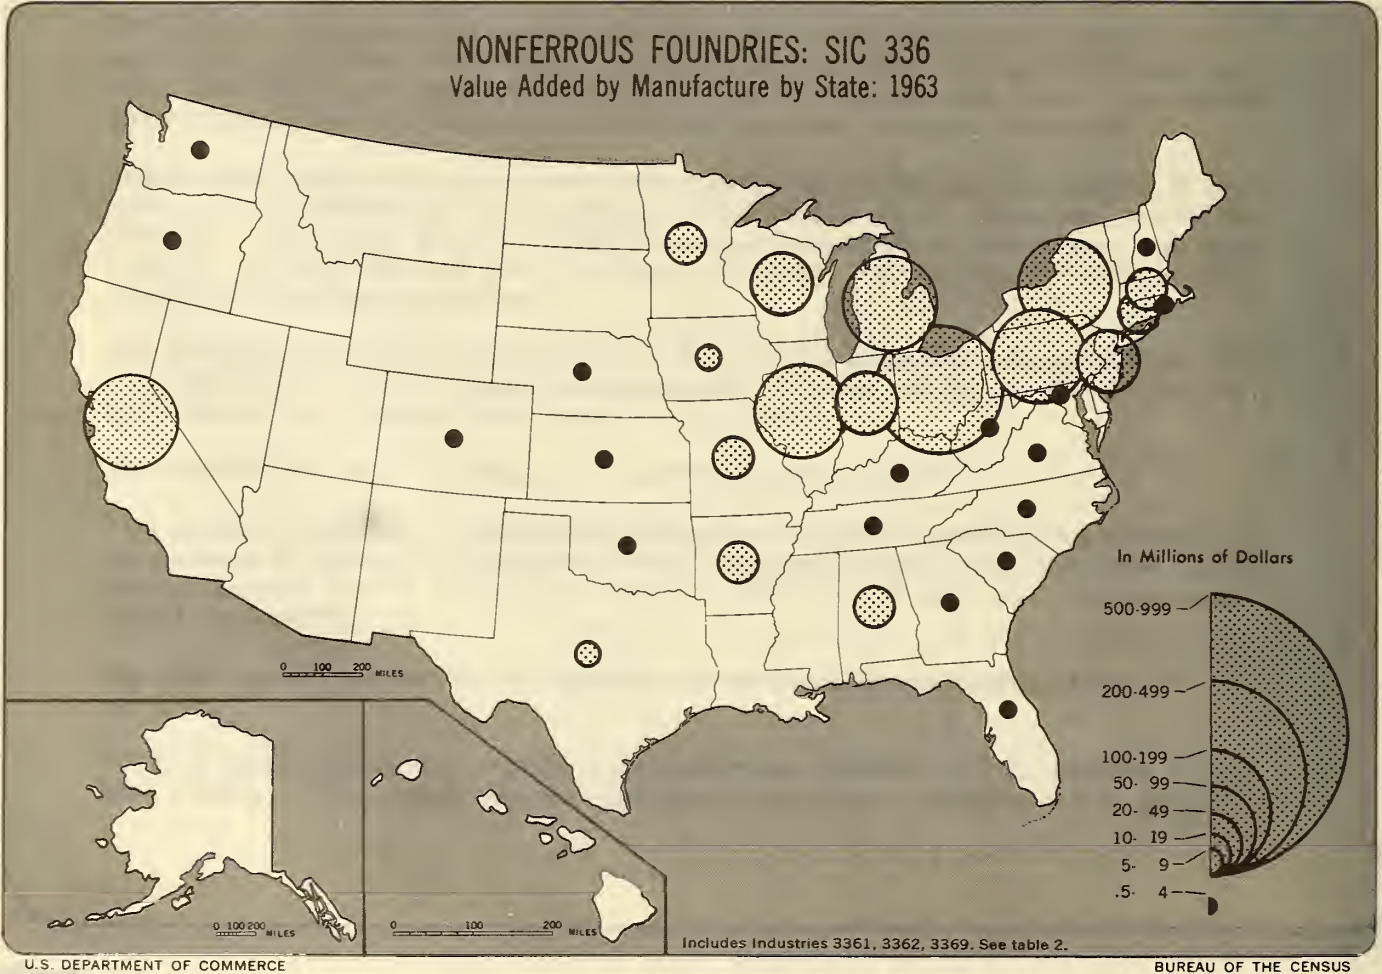 NONFERROUS FOUNDRIES: SIC 336
Value Added by Manufacture by State: 1963
In Millions of Dollars
500-999
200-499
100-199
50- 99
20- 49
10- 19
5- 9
.5- 4
0 100 200 MILES
0 100 200 MILES
0 100 200 MILES
Includes Industries 3361, 3362, 3369. See table 2.
U.S. DEPARTMENT OF COMMERCE
BUREAU OF THE CENSUS